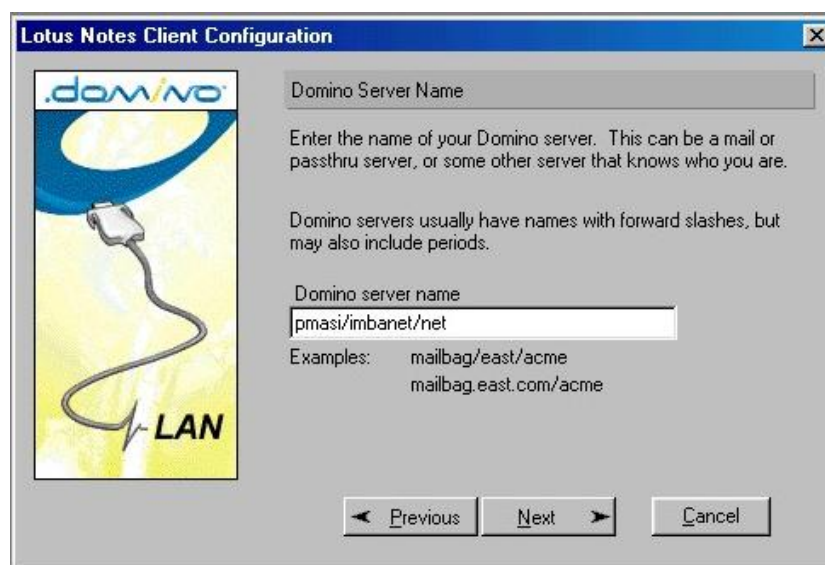 Lotus Notes Client Configuration
.domino
Domino Server Name
Enter the name of your Domino server. This can be a mail or
passthru server, or some other server that knows who you are.
Domino servers usually have names with forward slashes, but
may also include periods.
Domino server name
pmasi/imbanet/net
Examples: mailbag/east/acme
mailbag.east.com/acme
LAN
Previous Next Cancel